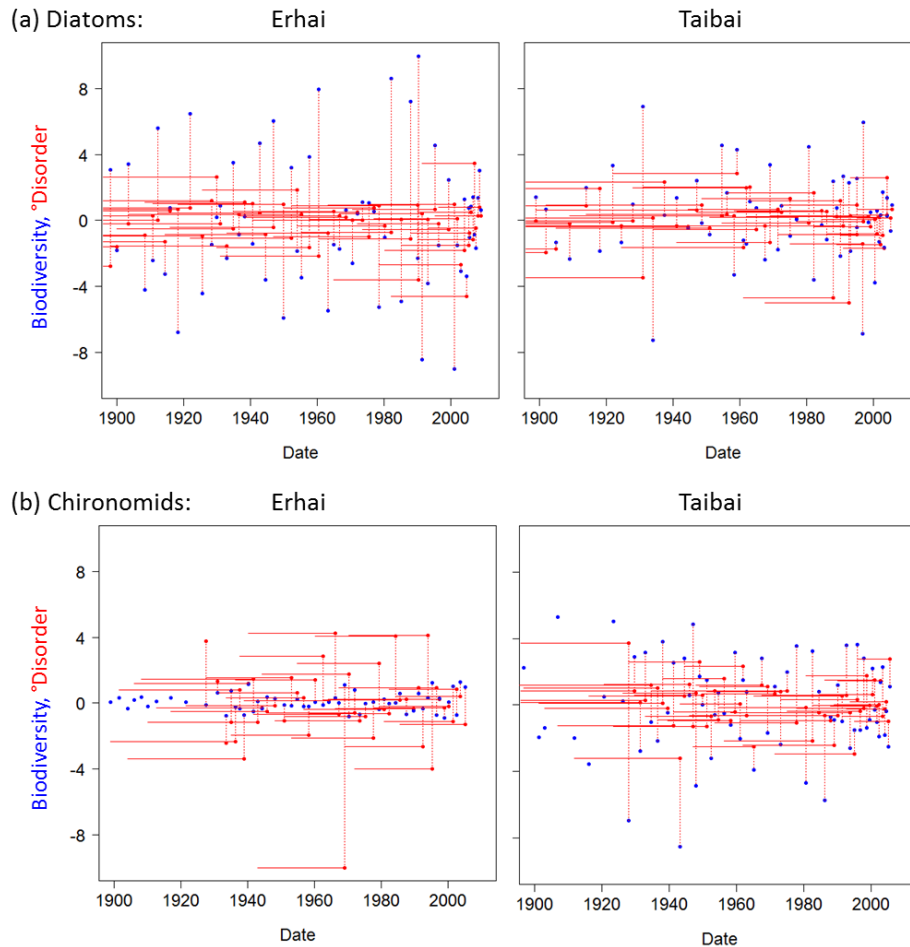 (a) Diatoms: Erhai Taibai
Biodiversity, °Disorder
8
4
0
-4
-8
1900 1920 1940 1960 1980 2000 1900 1920 1940 1960 1980 2000
Date Date
(b) Chironomids: Erhai Taibai
Biodiversity, °Disorder
8
4
0
-4
-8
1900 1920 1940 1960 1980 2000 1900 1920 1940 1960 1980 2000
Date Date